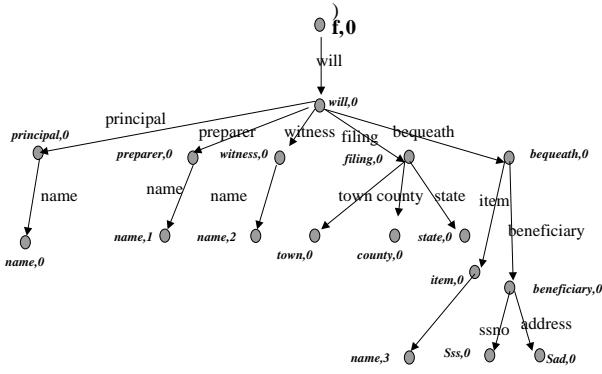 )
f,0
will
will,0
principal
preparer
witness
filing
bequeath
principal,0
preparer,0
witness,0
filing,0
bequeath,0
name
name
name
town
county
state
item
beneficiary
name,0
name,1
name,2
town,0
county,0
state,0
item,0
beneficiary,0
ssno
address
name,3
Sss,0
Sad,0